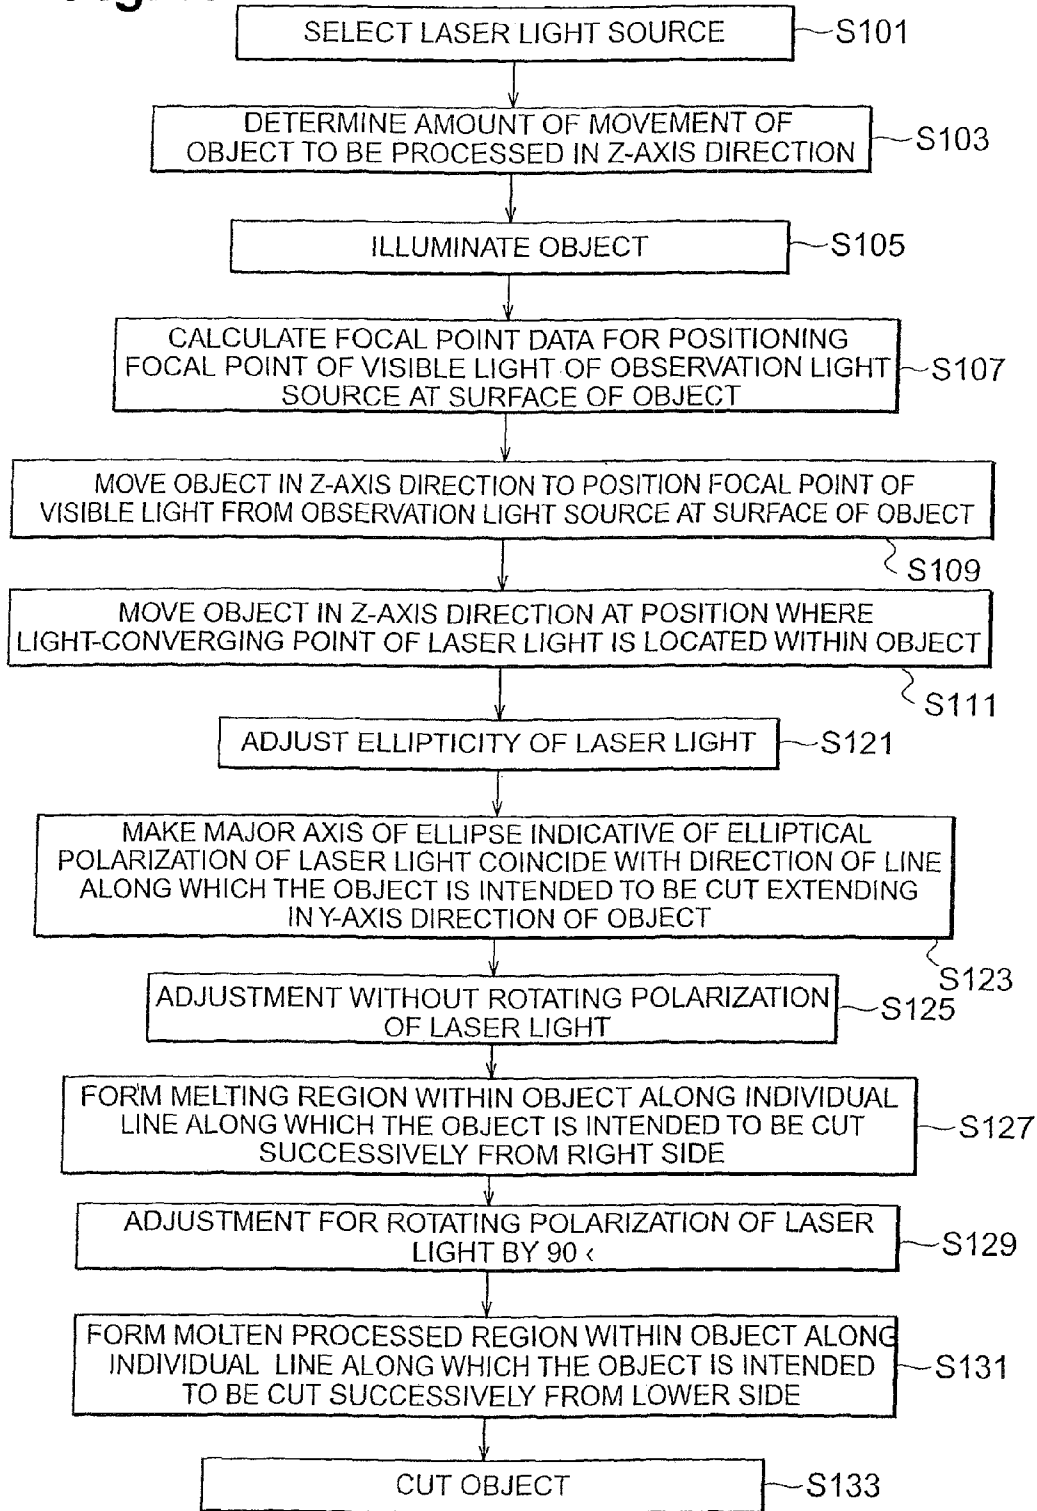 SELECT LASER LIGHT SOURCE
S101
DETERMINE AMOUNT OF MOVEMENT OF
OBJECT TO BE PROCESSED IN Z-AXIS DIRECTION
S103
ILLUMINATE OBJECT
S105
CALCULATE FOCAL POINT DATA FOR POSITIONING
FOCAL POINT OF VISIBLE LIGHT OF OBSERVATION LIGHT
SOURCE AT SURFACE OF OBJECT
S107
MOVE OBJECT IN Z-AXIS DIRECTION TO POSITION FOCAL POINT OF
VISIBLE LIGHT FROM OBSERVATION LIGHT SOURCE AT SURFACE OF OBJECT
S109
MOVE OBJECT IN Z-AXIS DIRECTION AT POSITION WHERE
LIGHT-CONVERGING POINT OF LASER LIGHT IS LOCATED WITHIN OBJECT
S111
ADJUST ELLIPTICITY OF LASER LIGHT
S121
MAKE MAJOR AXIS OF ELLIPSE INDICATIVE OF ELLIPTICAL
POLARIZATION OF LASER LIGHT COINCIDE WITH DIRECTION OF LINE
ALONG WHICH THE OBJECT IS INTENDED TO BE CUT EXTENDING
IN Y-AXIS DIRECTION OF OBJECT
S123
ADJUSTMENT WITHOUT ROTATING POLARIZATION
OF LASER LIGHT
S125
FORM MELTING REGION WITHIN OBJECT ALONG INDIVIDUAL
LINE ALONG WHICH THE OBJECT IS INTENDED TO BE CUT
SUCCESSIVELY FROM RIGHT SIDE
S127
ADJUSTMENT FOR ROTATING POLARIZATION OF LASER
LIGHT BY 90 ‹
S129
FORM MOLTEN PROCESSED REGION WITHIN OBJECT ALONG
INDIVIDUAL LINE ALONG WHICH THE OBJECT IS INTENDED
TO BE CUT SUCCESSIVELY FROM LOWER SIDE
S131
CUT OBJECT
S133